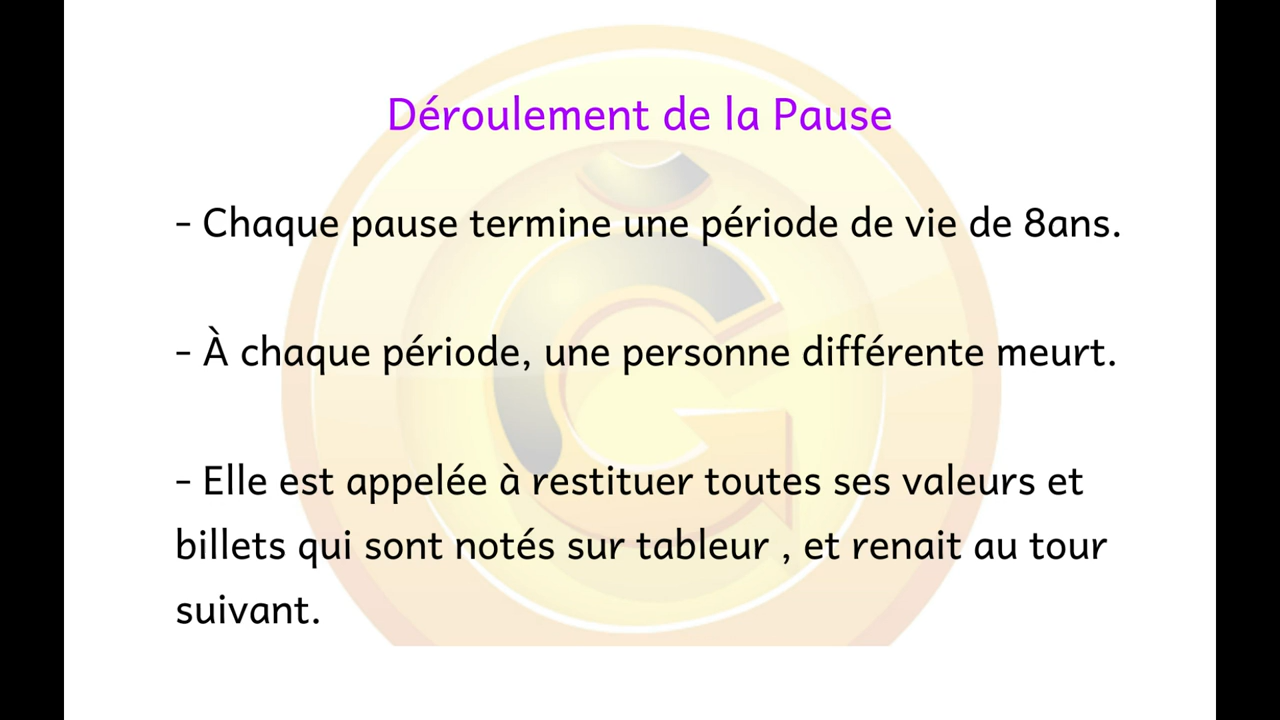 Déroulement de la Pause
- Chaque pause termine une période de vie de 8ans.
- À chaque période, une personne différente meurt.
- Elle est appelée à restituer toutes ses valeurs et
billets qui sont notés sur tableur , et renait au tour
suivant.